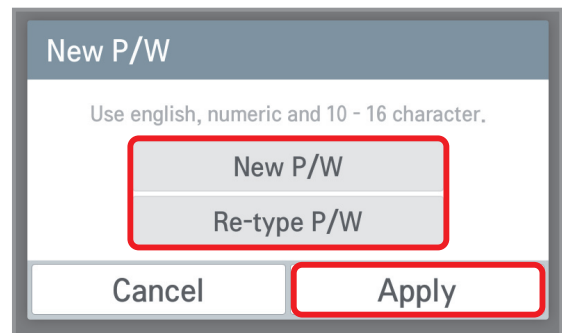 New P/W
Use english, numeric and 10 - 16 character.
New P/W
Re-type P/W
Cancel Apply